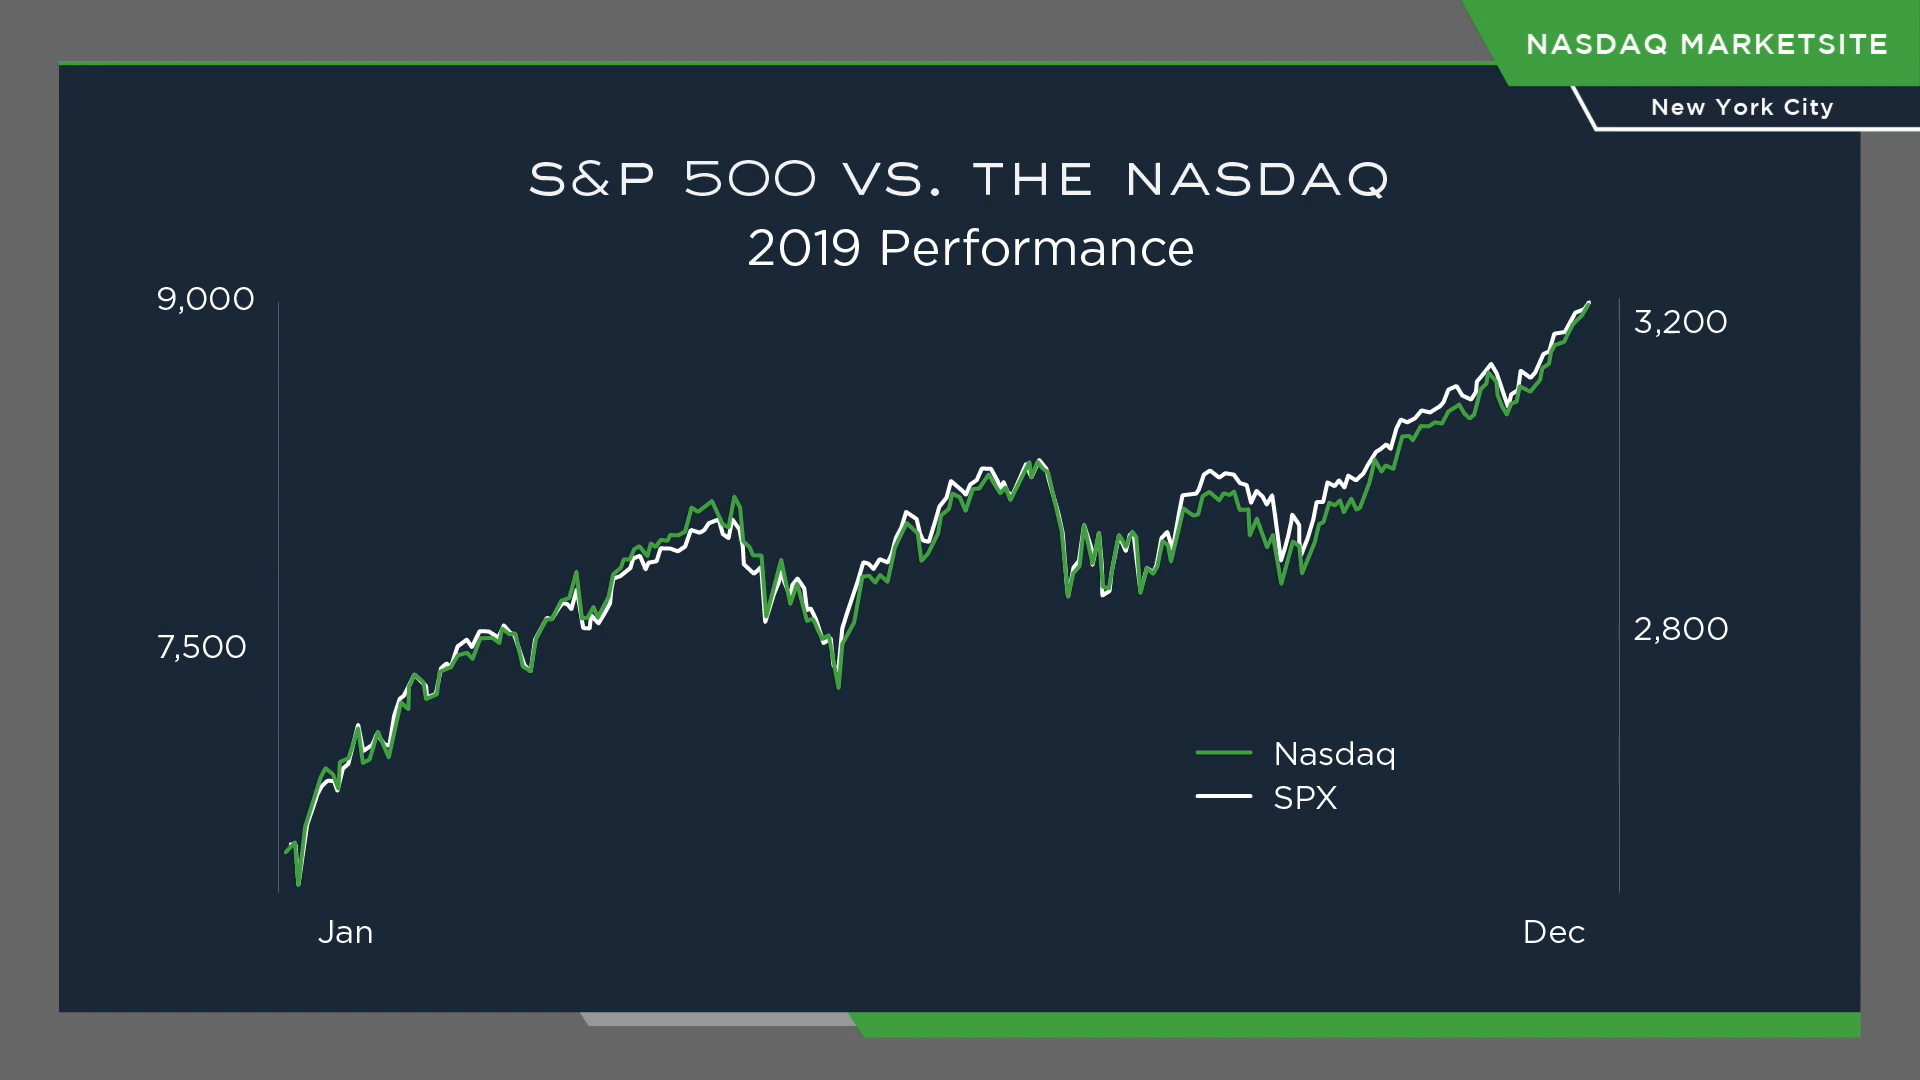 NASDAQ MARKETSITE
New York City
S&P 500 VS. THE NASDAQ
2019 Performance
9,000
3,200
7,500
2,800
Nasdaq
SPX
Jan
Dec